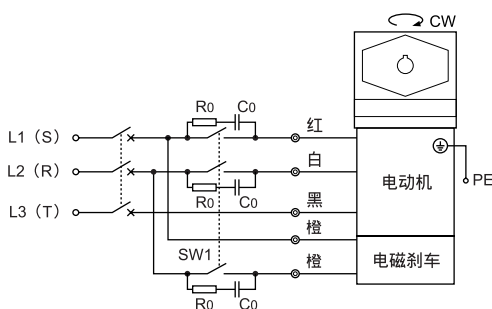 CW
R0 C0
L1（S） 红
L2（R） 白
R0 C0
电动机
PE
L3（T） 黑
橙
SW1 橙
电磁刹车
R0 C0